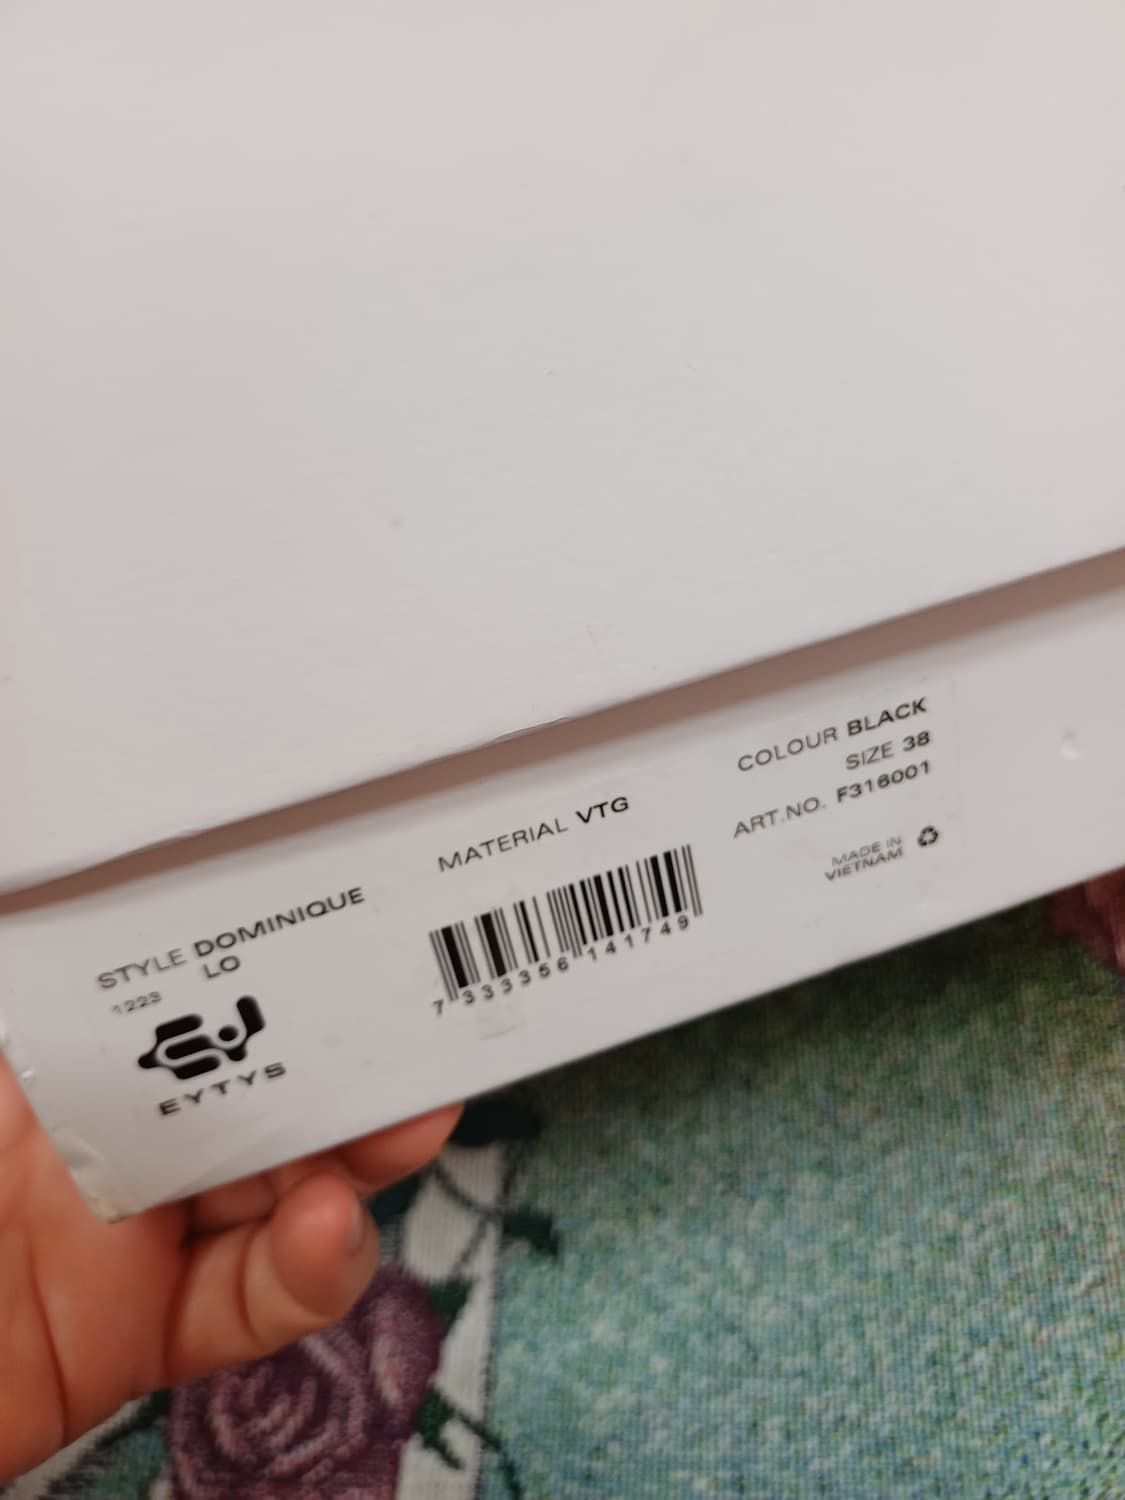 STYLE DOMINIQUE
LO
1223
EYTYS
MATERIAL VTG
7 333356 141749
COLOUR BLACK
SIZE 38
ART.NO. F316001
MADE IN
VIETNAM